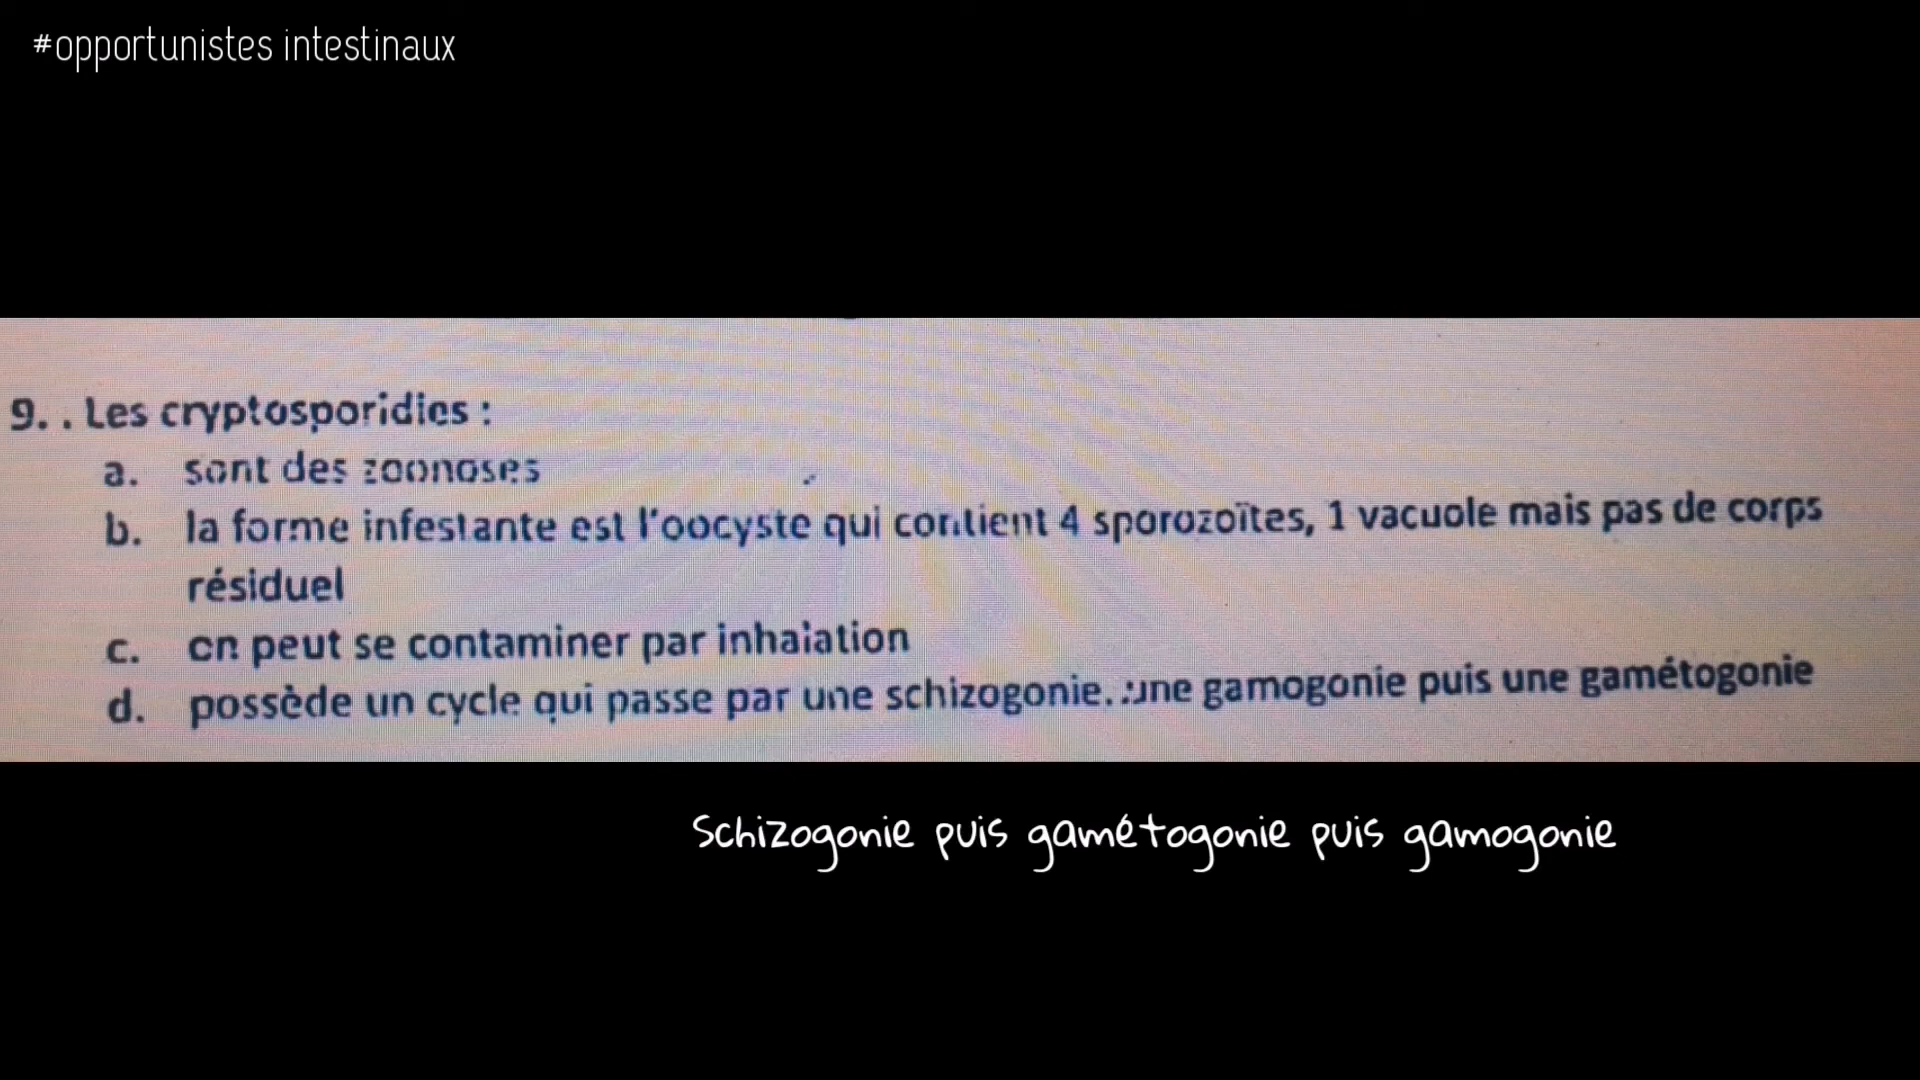 #opportunistes intestinaux
9. . Les cryptosporidies :
a. sont des zoonoses
b. la forme infestante est l'oocyste qui contient 4 sporozoïtes, 1 vacuole mais pas de corps
résiduel
c. on peut se contaminer par inhalation
d. possède un cycle qui passe par une schizogonie. une gamogonie puis une gamétogonie
Schizogonie puis gamétogonie puis gamogonie